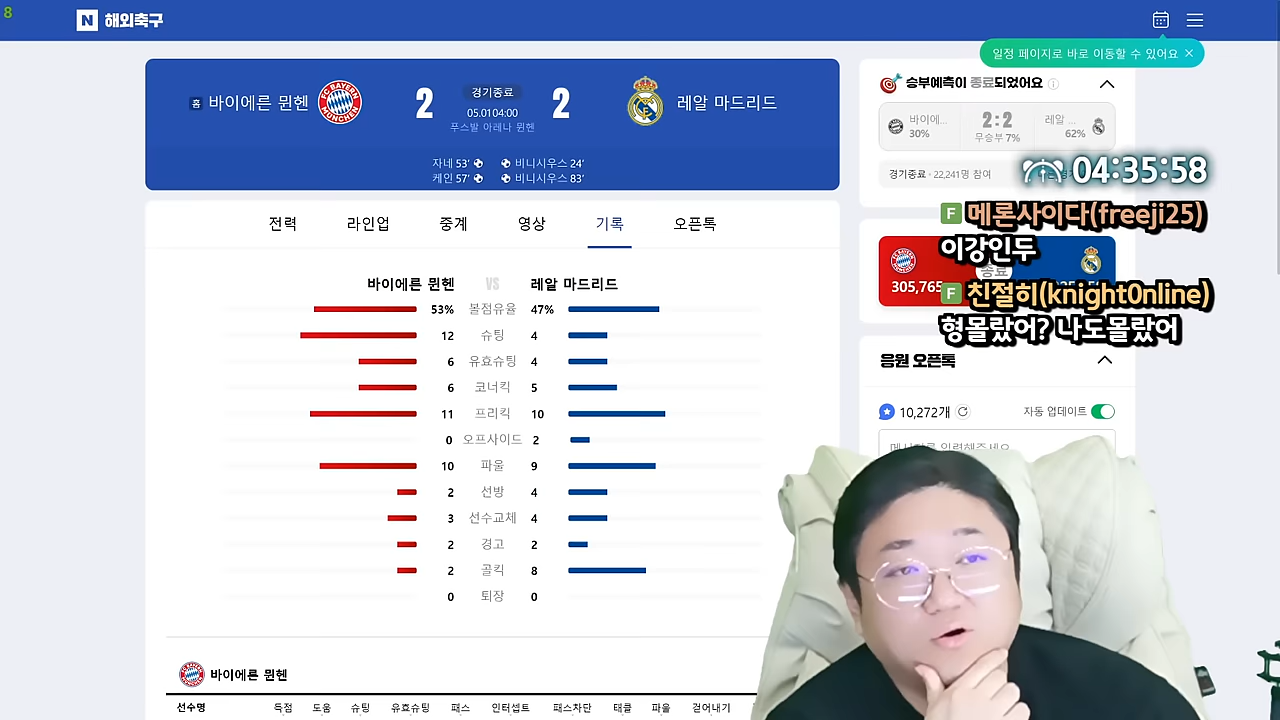 8
N 해외축구
일정 페이지로 바로 이동할 수 있어요 ×
홈 바이에른 뮌헨
2
경기종료
05.01 04:00
푸스발 아레나 뮌헨
2
레알 마드리드
자네 53'
비니시우스 24'
케인 57'
비니시우스 83'
승부예측이 종료되었어요
바이에...
30%
2:2
무승부 7%
레알 ...
62%
경기종료 · 22,241명 참여
04:35:58
F 메론사이다(freeji25)
이강인두
F 친절히(knight0nline)
형몰랐어? 나도몰랐어
305,765
종료
전력 라인업 중계 영상 기록 오픈톡
바이에른 뮌헨 VS 레알 마드리드
53% 볼점유율 47%
12 슈팅 4
6 유효슈팅 4
6 코너킥 5
11 프리킥 10
0 오프사이드 2
10 파울 9
2 선방 4
3 선수교체 4
2 경고 2
2 골킥 8
0 퇴장 0
응원 오픈톡
10,272개
자동 업데이트
메시지를 입력해주세요
바이에른 뮌헨
선수명 득점 도움 슈팅 유효슈팅 패스 인터셉트 패스차단 태클 파울 걷어내기